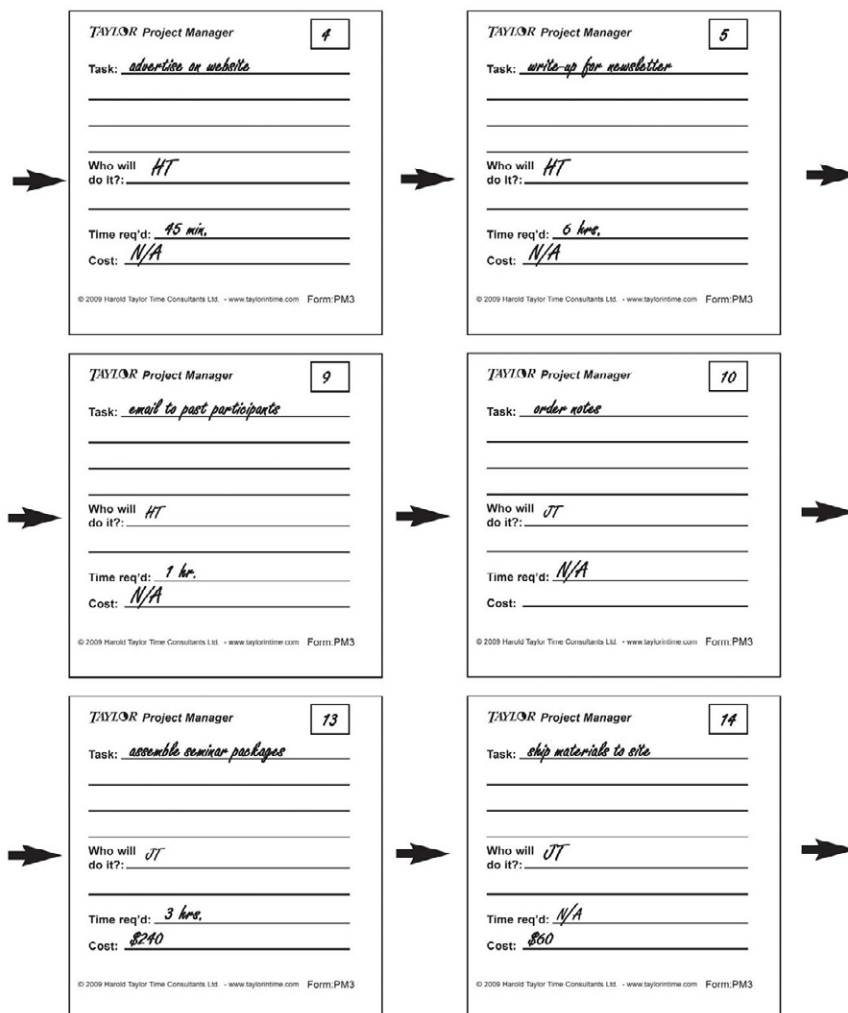 TAYLOR Project Manager 4
Task: advertise on website
Who will HT
do it?:
Time req'd: 45 min.
Cost: N/A
© 2009 Harold Taylor Time Consultants Ltd. - www.taylorintime.com Form:PM3
TAYLOR Project Manager 5
Task: write-up for newsletter
Who will HT
do it?:
Time req'd: 6 hrs.
Cost: N/A
© 2009 Harold Taylor Time Consultants Ltd. - www.taylorintime.com Form:PM3
TAYLOR Project Manager 9
Task: email to past participants
Who will HT
do it?:
Time req'd: 1 hr.
Cost: N/A
© 2009 Harold Taylor Time Consultants Ltd. - www.taylorintime.com Form:PM3
TAYLOR Project Manager 10
Task: order notes
Who will JT
do it?:
Time req'd: N/A
Cost:
© 2009 Harold Taylor Time Consultants Ltd. - www.taylorintime.com Form:PM3
TAYLOR Project Manager 13
Task: assemble seminar packages
Who will JT
do it?:
Time req'd: 3 hrs.
Cost: $240
© 2009 Harold Taylor Time Consultants Ltd. - www.taylorintime.com Form:PM3
TAYLOR Project Manager 14
Task: ship materials to site
Who will JT
do it?:
Time req'd: N/A
Cost: $60
© 2009 Harold Taylor Time Consultants Ltd. - www.taylorintime.com Form:PM3